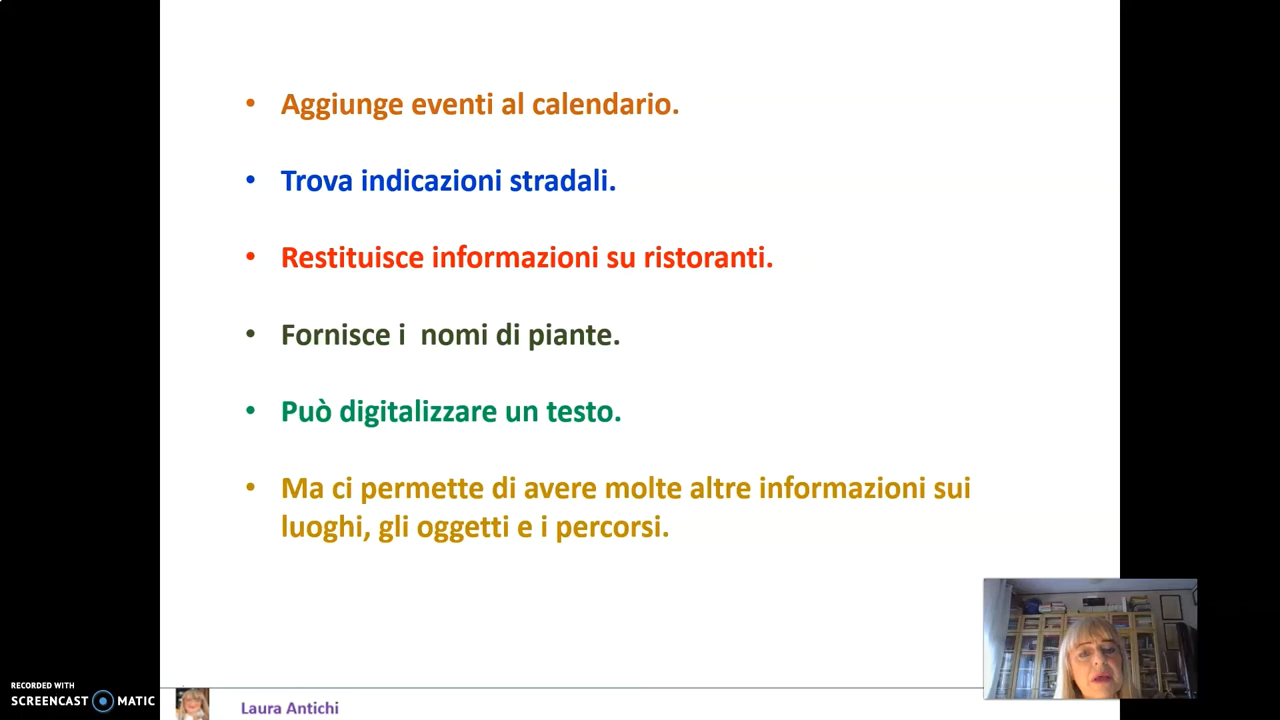 • Aggiunge eventi al calendario.
• Trova indicazioni stradali.
• Restituisce informazioni su ristoranti.
• Fornisce i  nomi di piante.
• Può digitalizzare un testo.
• Ma ci permette di avere molte altre informazioni sui
luoghi, gli oggetti e i percorsi.
RECORDED WITH
SCREENCAST MATIC
Laura Antichi